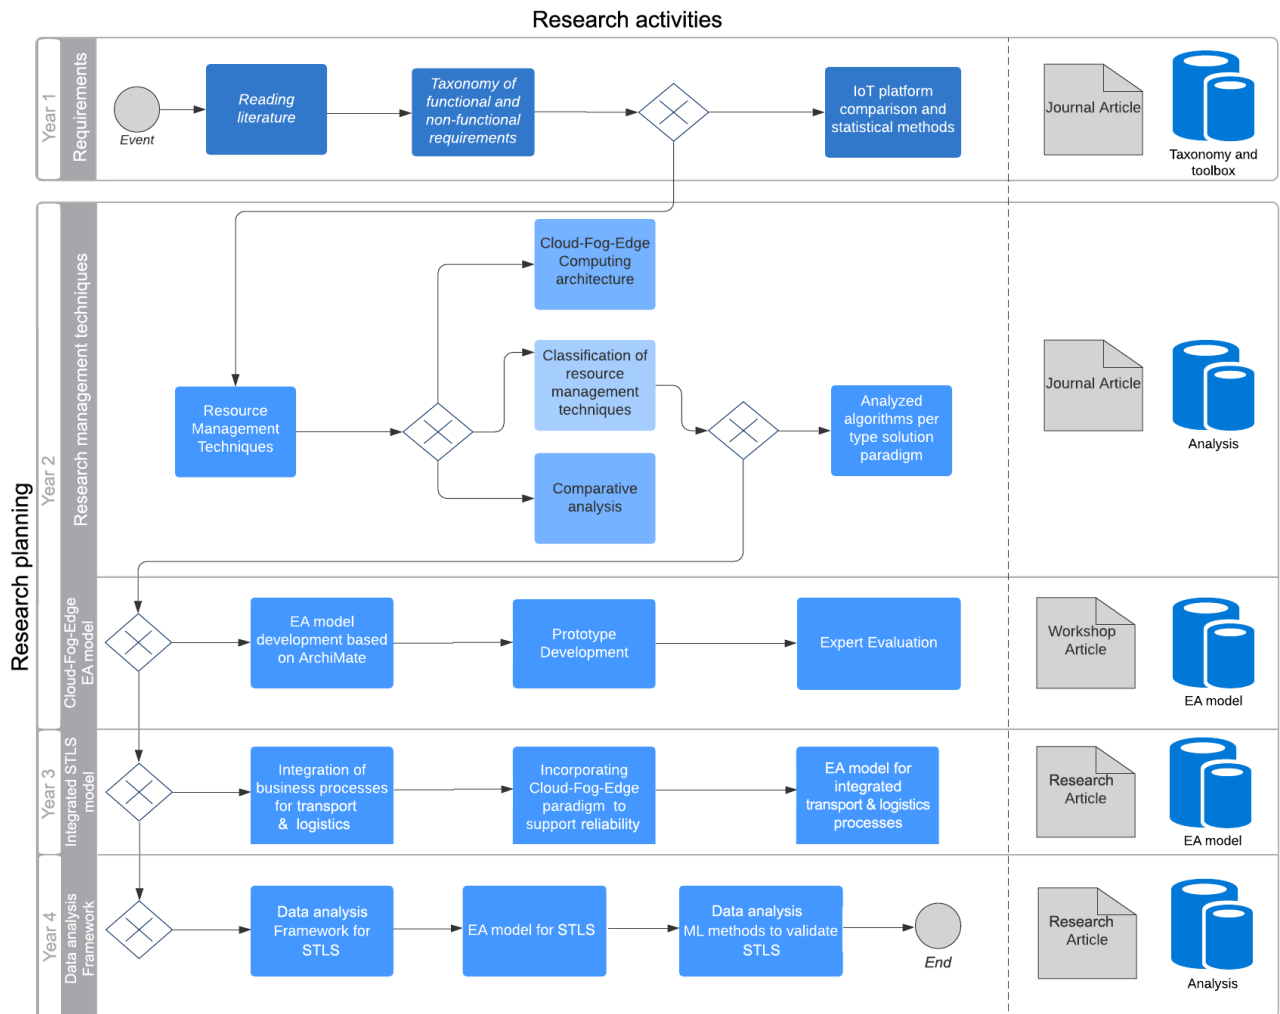 Research activities
Research planning
Year 1
Requirements
Event
Reading
literature
Taxonomy of
functional and
non-functional
requirements
IoT platform
comparison and
statistical methods
Journal Article
Taxonomy and
toolbox
Year 2
Research management techniques
Cloud-Fog-Edge
Computing
architecture
Classification of
resource
management
techniques
Resource
Management
Techniques
Comparative
analysis
Analyzed
algorithms per
type solution
paradigm
Journal Article
Analysis
Cloud-Fog-Edge
EA model
EA model
development based
on ArchiMate
Prototype
Development
Expert Evaluation
Workshop
Article
EA model
Year 3
Integrated STLS
model
Integration of
business processes
for transport
& logistics
Incorporating
Cloud-Fog-Edge
paradigm to
support reliability
EA model for
integrated
transport & logistics
processes
Research
Article
EA model
Year 4
Data analysis
Framework
Data analysis
Framework for
STLS
EA model for STLS
Data analysis
ML methods to validate
STLS
End
Research
Article
Analysis